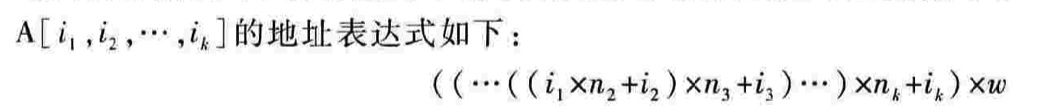 A[i₁,i₂,⋯,iₖ]的地址表达式如下：
((⋯((i₁×n₂+i₂)×n₃+i₃)⋯)×nₖ+iₖ)×w